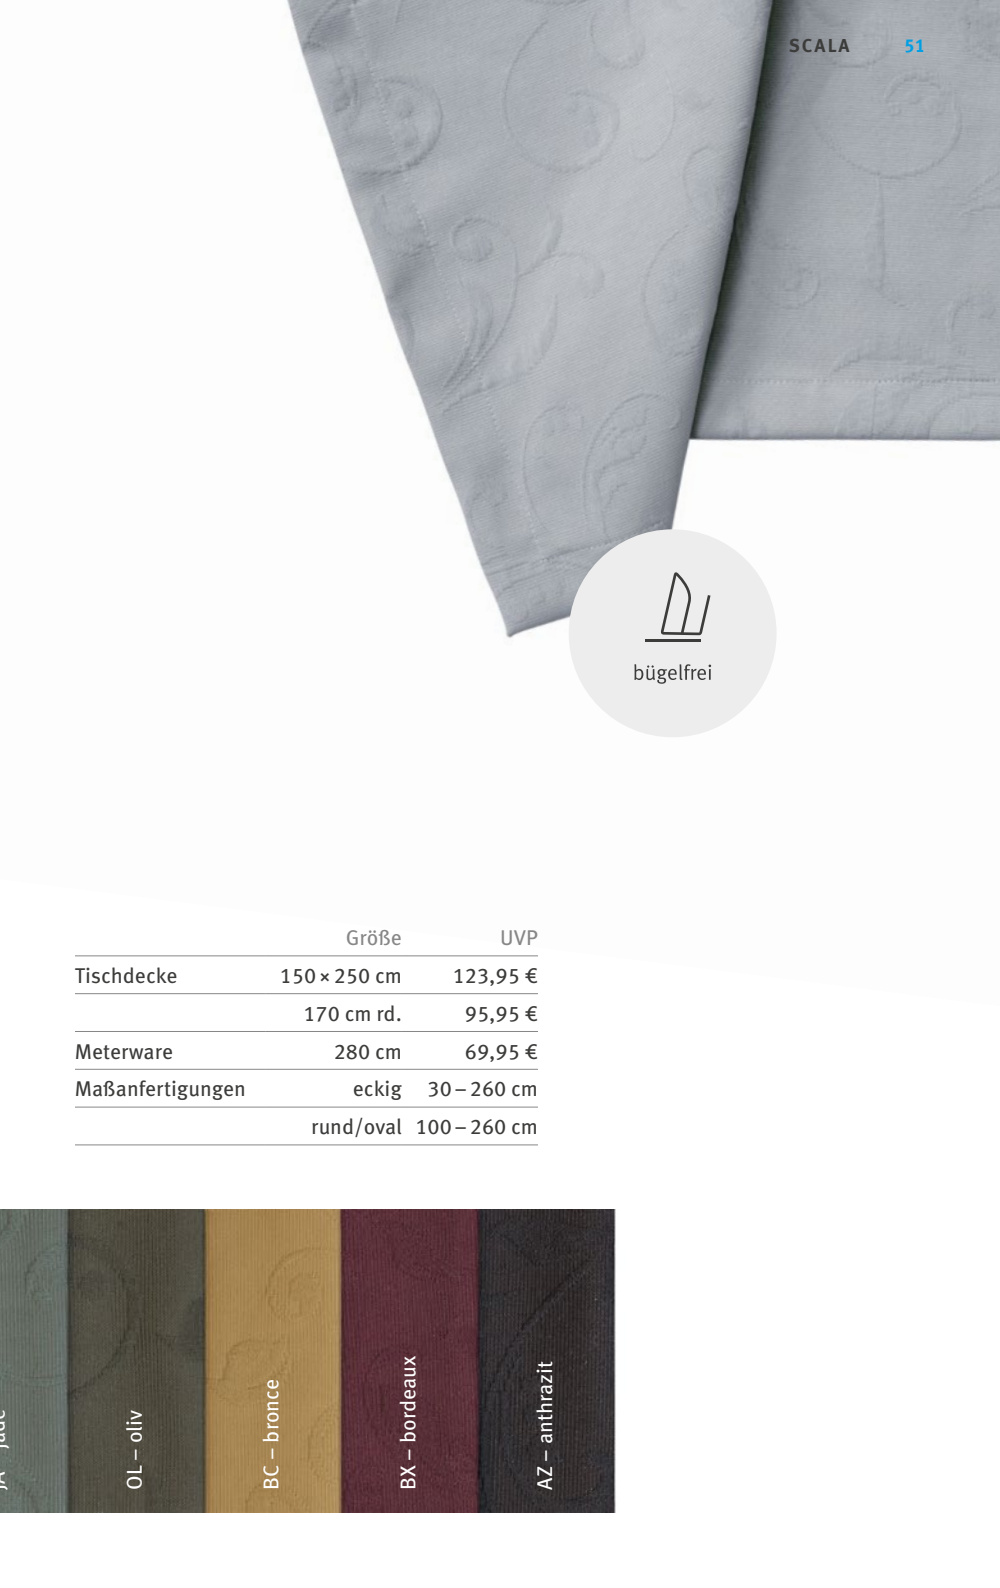 SCALA 51
bügelfrei
Größe UVP
Tischdecke 150 × 250 cm 123,95 €
170 cm rd. 95,95 €
Meterware 280 cm 69,95 €
Maßanfertigungen eckig 30 – 260 cm
rund/oval 100 – 260 cm
OL – oliv
BC – bronce
BX – bordeaux
AZ – anthrazit